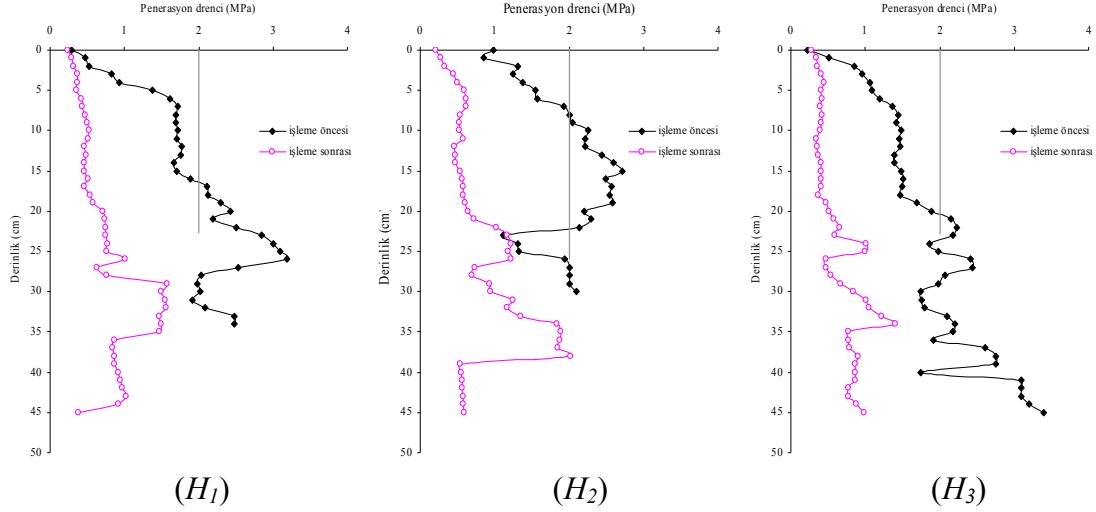 Penerasyon drenci (MPa)
0 1 2 3 4
0
5
10
15
20
25
30
35
40
45
50
Derinlik (cm)
işleme öncesi
işleme sonrası
(H1)
Penerasyon drenci (MPa)
0 1 2 3 4
0
5
10
15
20
25
30
35
40
45
50
Derinlik (cm)
işleme öncesi
işleme sonrası
(H2)
Penerasyon drenci (MPa)
0 1 2 3 4
0
5
10
15
20
25
30
35
40
45
50
Derinlik (cm)
işleme öncesi
işleme sonrası
(H3)